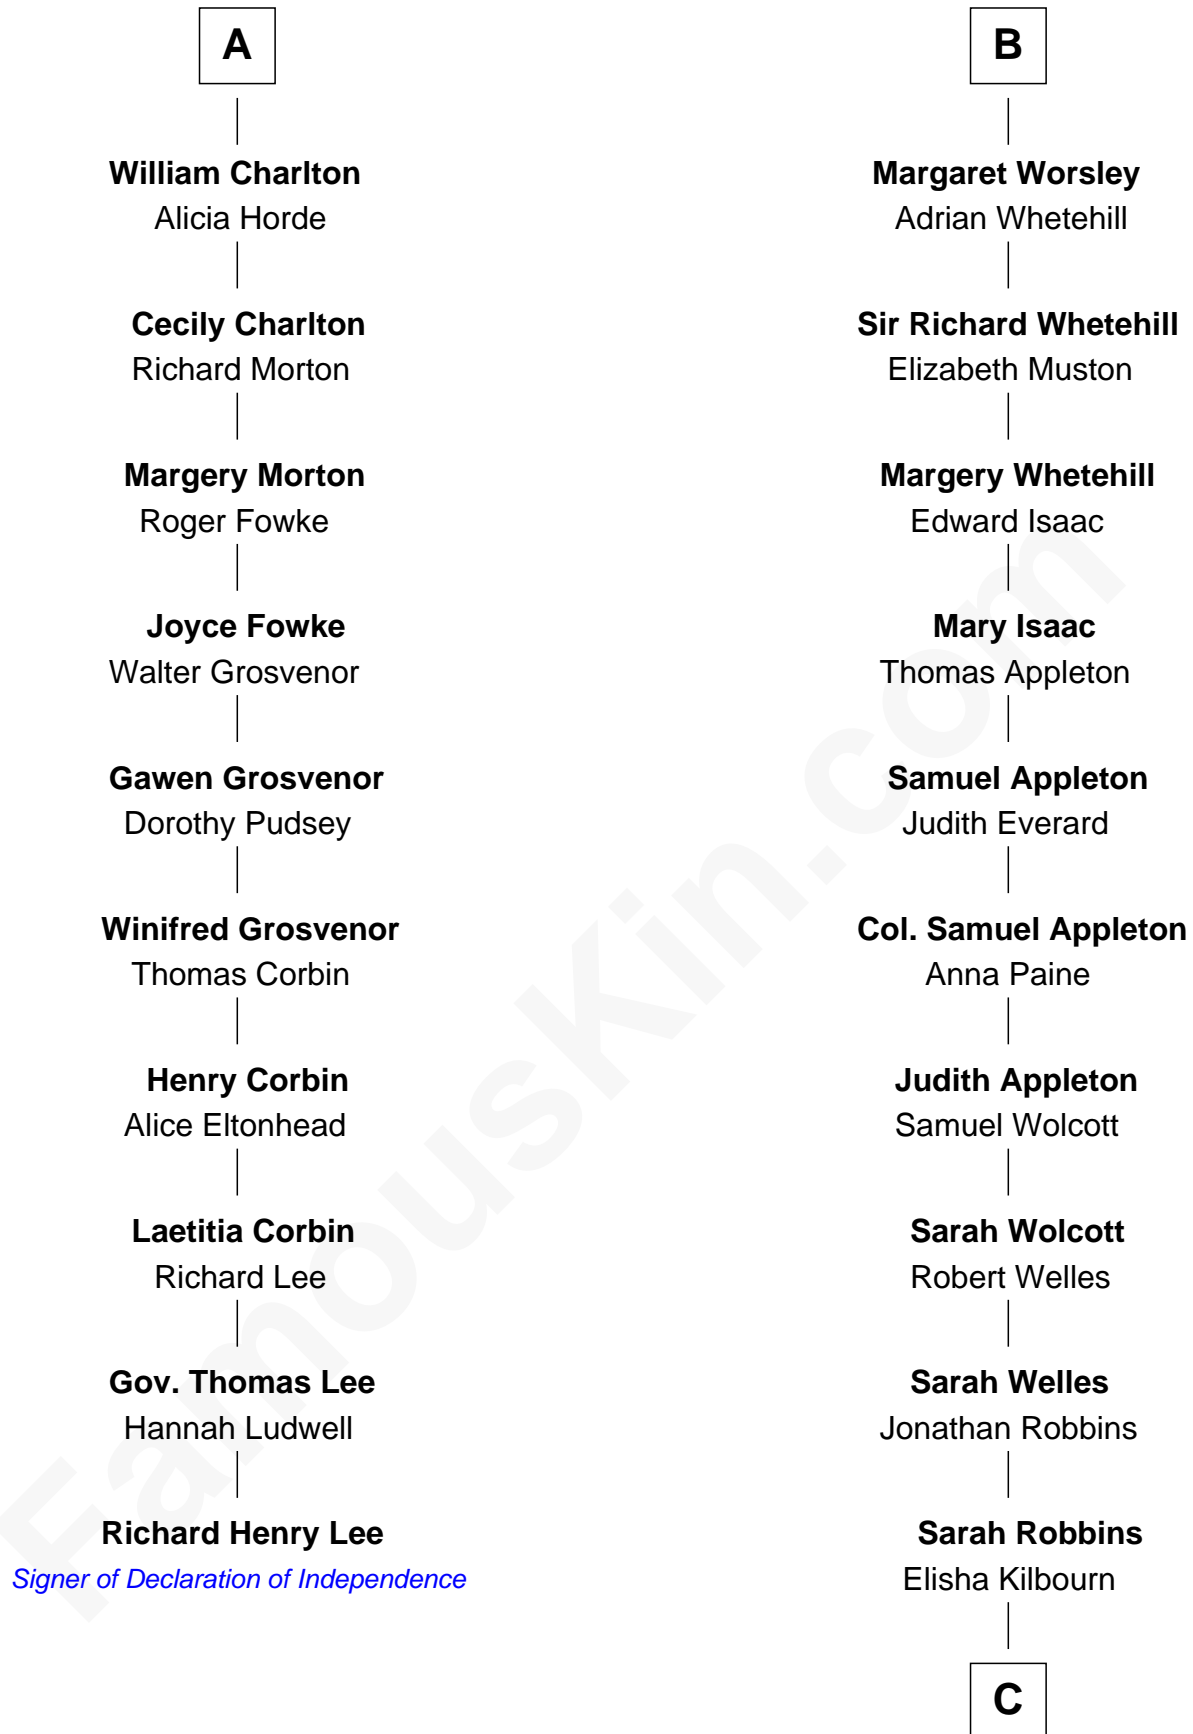 A
William Charlton
Alicia Horde
Cecily Charlton
Richard Morton
Margery Morton
Roger Fowke
Joyce Fowke
Walter Grosvenor
Gawen Grosvenor
Dorothy Pudsey
Winifred Grosvenor
Thomas Corbin
Henry Corbin
Alice Eltonhead
Laetitia Corbin
Richard Lee
Gov. Thomas Lee
Hannah Ludwell
Richard Henry Lee
Signer of Declaration of Independence
B
Margaret Worsley
Adrian Whetehill
Sir Richard Whetehill
Elizabeth Muston
Margery Whetehill
Edward Isaac
Mary Isaac
Thomas Appleton
Samuel Appleton
Judith Everard
Col. Samuel Appleton
Anna Paine
Judith Appleton
Samuel Wolcott
Sarah Wolcott
Robert Welles
Sarah Welles
Jonathan Robbins
Sarah Robbins
Elisha Kilbourn
C
FamousKin.com